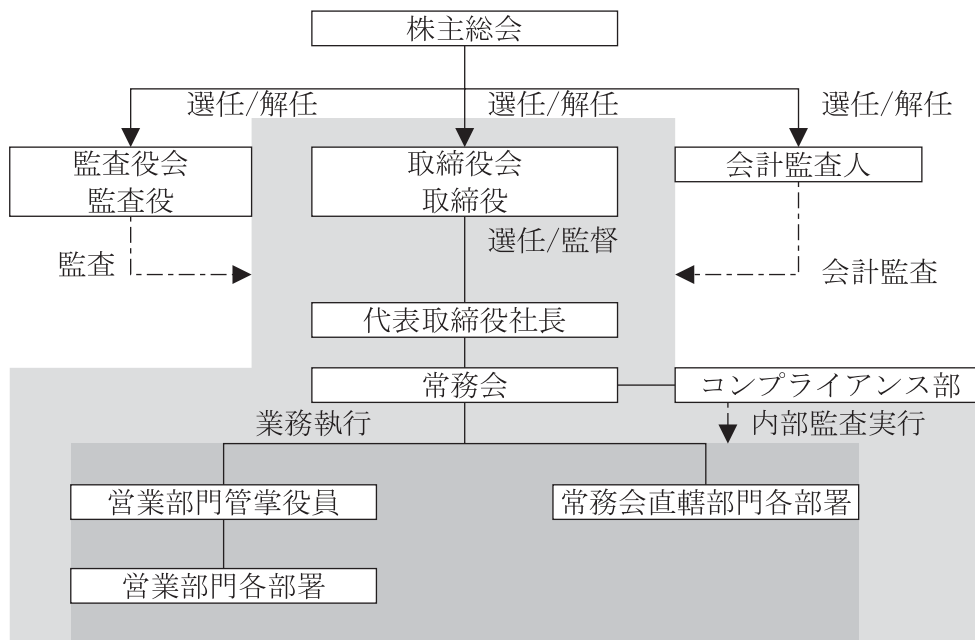 株主総会
選任/解任
選任/解任
選任/解任
監査役会
監査役
取締役会
取締役
会計監査人
選任/監督
監査
会計監査
代表取締役社長
常務会
コンプライアンス部
業務執行
内部監査実行
営業部門管掌役員
常務会直轄部門各部署
営業部門各部署